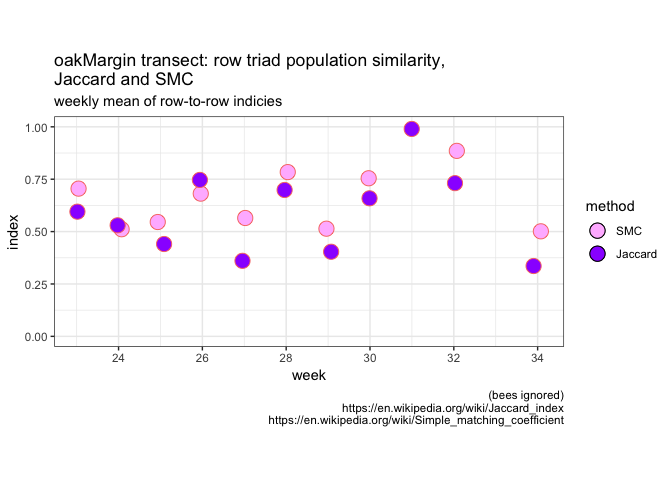 oakMargin transect: row triad population similarity,
Jaccard and SMC
weekly mean of row-to-row indicies
1.00
0.75
0.50
0.25
0.00
index
24
26
28
30
32
34
week
method
SMC
Jaccard
(bees ignored)
https://en.wikipedia.org/wiki/Jaccard_index
https://en.wikipedia.org/wiki/Simple_matching_coefficient